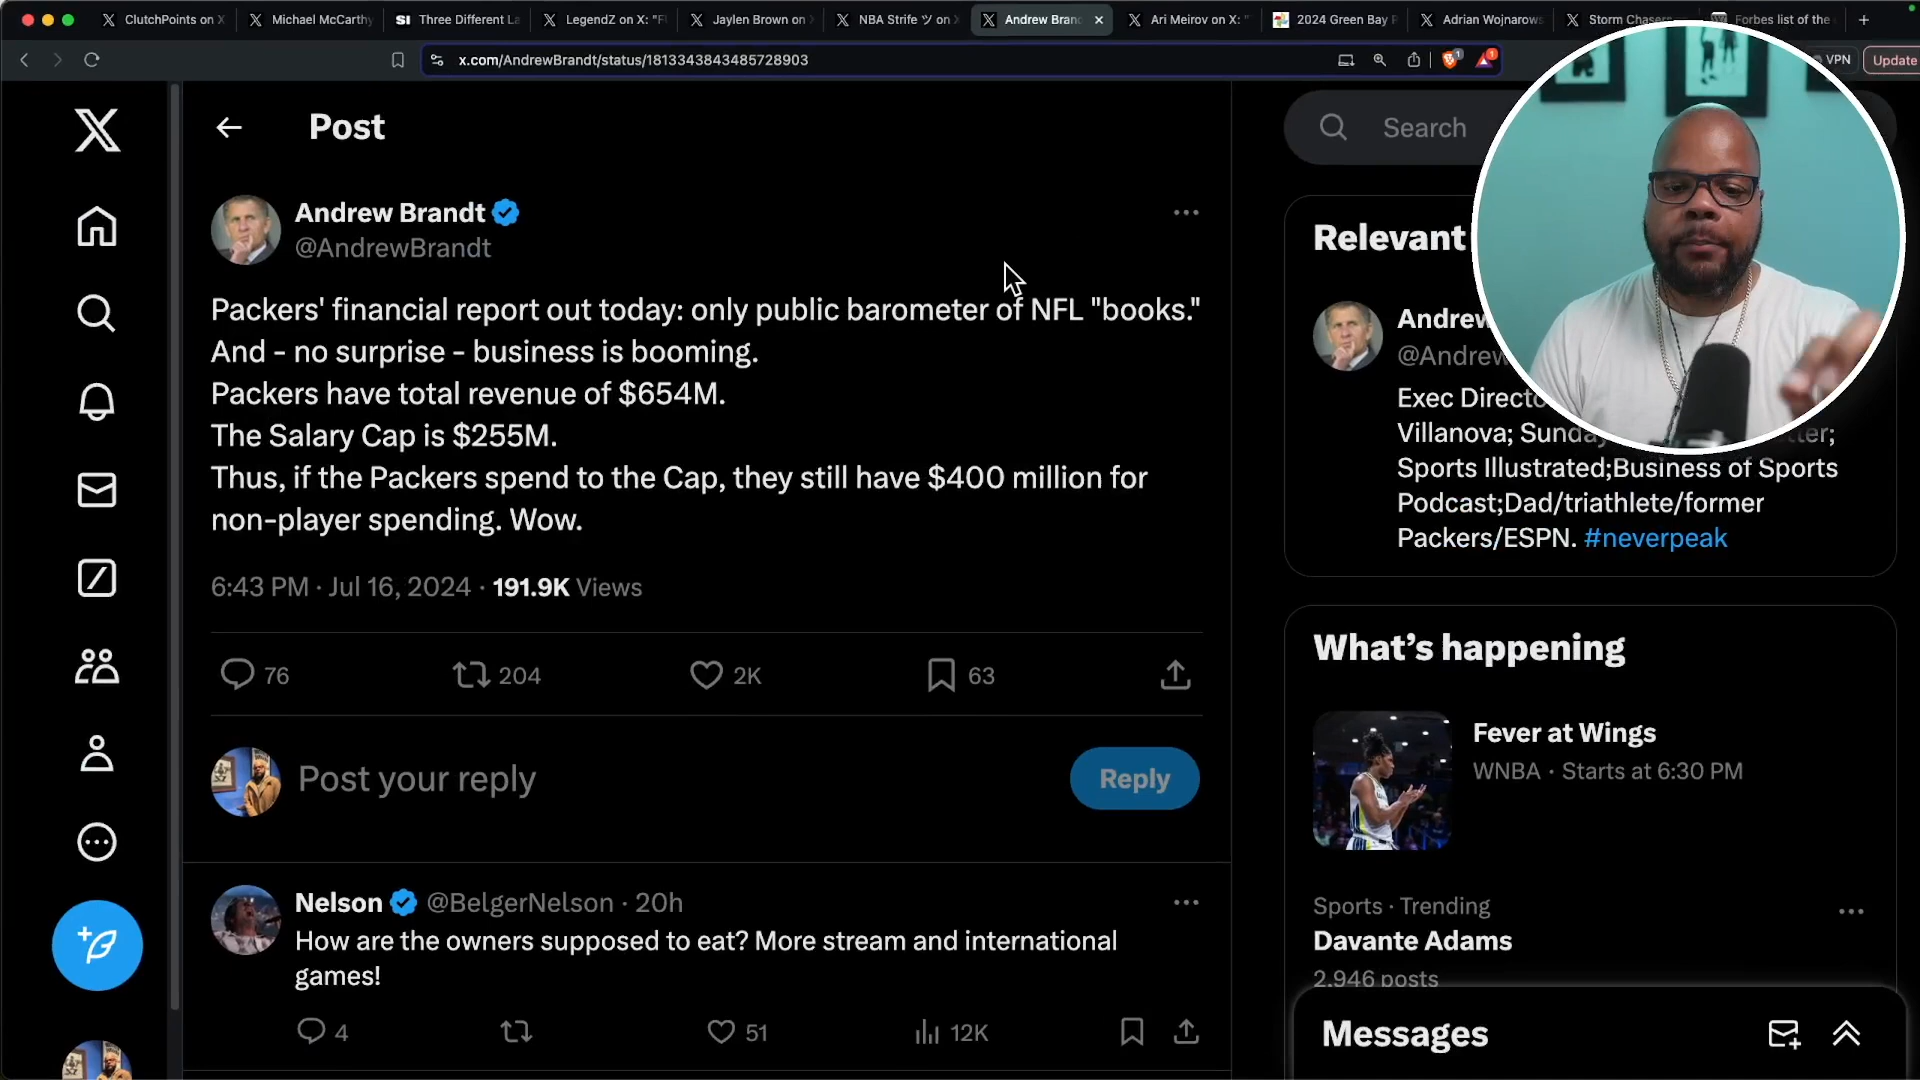 ClutchPoints on X
Michael McCarthy
SI
Three Different La
LegendZ on X: "F
Jaylen Brown on
NBA Strife ツ on
Andrew Bran
Ari Meirov on X: "
2024 Green Bay
Adrian Wojnarows
Storm Chasers
Forbes list of the
x.com/AndrewBrandt/status/1813343843485728903
1
1
VPN
Update
Post
Search
Andrew Brandt
@AndrewBrandt
Packers' financial report out today: only public barometer of NFL "books."
And - no surprise - business is booming.
Packers have total revenue of $654M.
The Salary Cap is $255M.
Thus, if the Packers spend to the Cap, they still have $400 million for
non-player spending. Wow.
6:43 PM · Jul 16, 2024 · 191.9K Views
76
204
2K
63
Post your reply
Reply
Nelson @BelgerNelson · 20h
How are the owners supposed to eat? More stream and international
games!
4
51
12K
Relevant
Andrew
@Andrew
Exec Directo
Villanova; Sunday
Sports Illustrated;Business of Sports
Podcast;Dad/triathlete/former
Packers/ESPN. #neverpeak
What's happening
Fever at Wings
WNBA · Starts at 6:30 PM
Sports · Trending
Davante Adams
2,946 posts
Messages